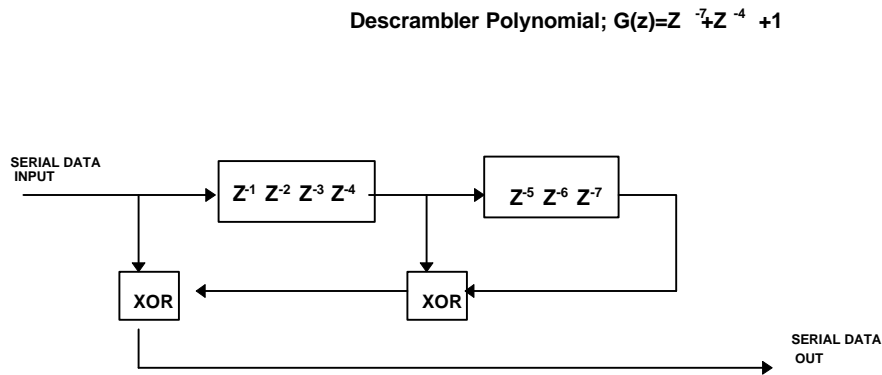 Descrambler Polynomial; G(z)=Z⁻⁷+Z⁻⁴ +1
SERIAL DATA
INPUT
Z⁻¹ Z⁻² Z⁻³ Z⁻⁴
Z⁻⁵ Z⁻⁶ Z⁻⁷
XOR
XOR
SERIAL DATA
OUT